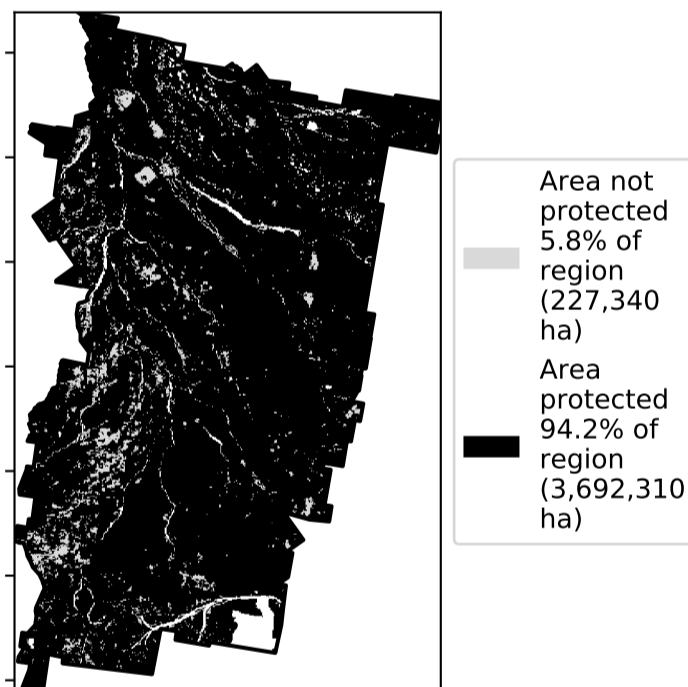 Area not
protected
5.8% of
region
(227,340
ha)
Area
protected
94.2% of
region
(3,692,310
ha)